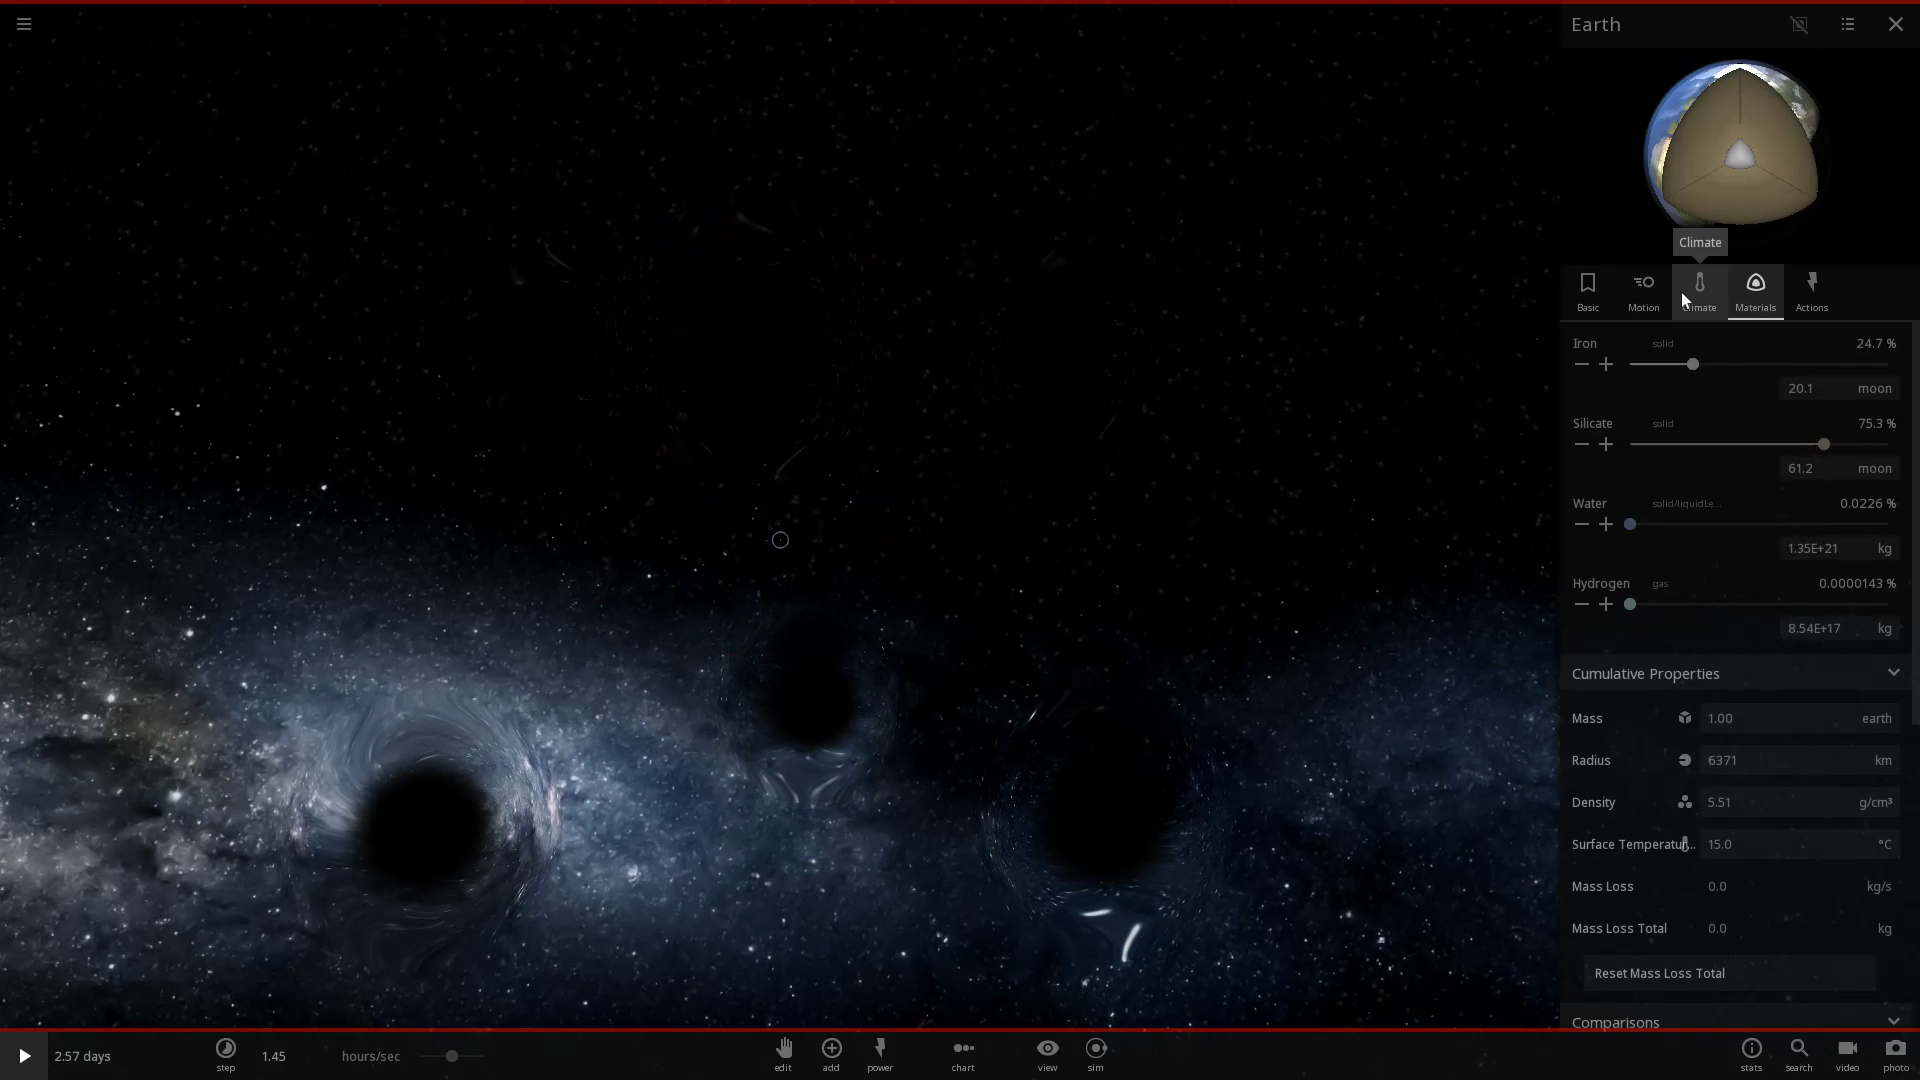 Earth
Climate
Basic Motion Climate Materials Actions
Iron solid 24.7 %
20.1 moon
Silicate solid 75.3 %
61.2 moon
Water solid/liquidLe... 0.0226 %
1.35E+21 kg
Hydrogen gas 0.0000143 %
8.54E+17 kg
Cumulative Properties
Mass 1.00 earth
Radius 6371 km
Density 5.51 g/cm³
Surface Temperatur... 15.0 °C
Mass Loss 0.0 kg/s
Mass Loss Total 0.0 kg
Reset Mass Loss Total
Comparisons
2.57 days step 1.45 hours/sec edit add power chart view sim stats search video photo